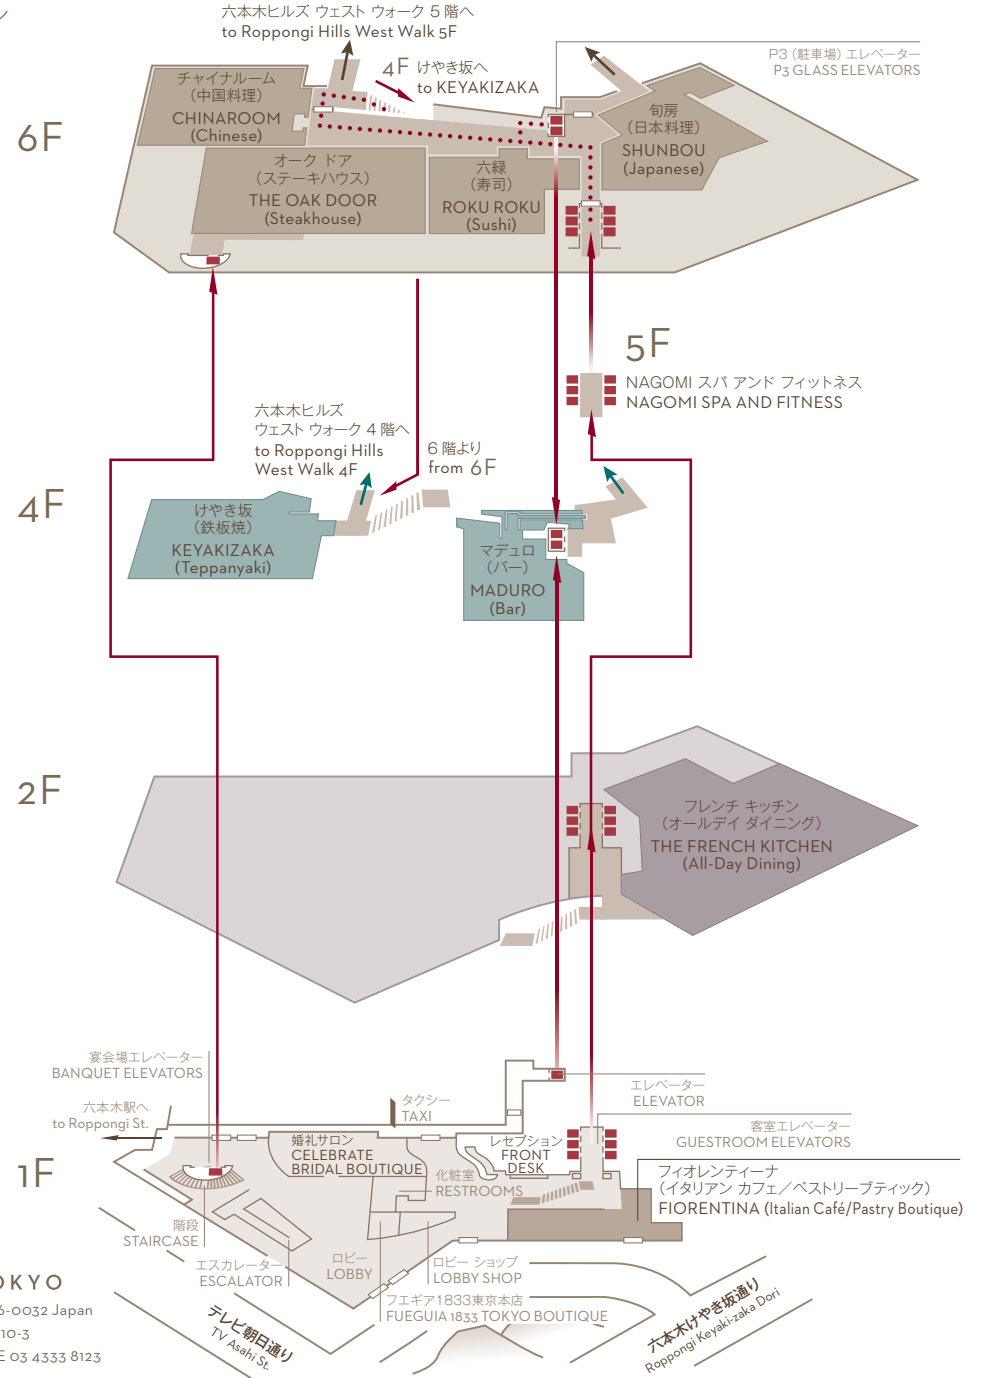 六本木ヒルズ ウェスト ウォーク 5 階へ
to Roppongi Hills West Walk 5F
4F けやき坂へ
to KEYAKIZAKA
P3（駐車場）エレベーター
P3 GLASS ELEVATORS
6F
チャイナルーム
（中国料理）
CHINAROOM
(Chinese)
旬房
（日本料理）
SHUNBOU
(Japanese)
オーク ドア
（ステーキハウス）
THE OAK DOOR
(Steakhouse)
六緑
（寿司）
ROKU ROKU
(Sushi)
5F
NAGOMI スパ アンド フィットネス
NAGOMI SPA AND FITNESS
六本木ヒルズ
ウェスト ウォーク 4 階へ
to Roppongi Hills
West Walk 4F
6 階より
from 6F
4F
けやき坂
（鉄板焼）
KEYAKIZAKA
(Teppanyaki)
マデュロ
（バー）
MADURO
(Bar)
2F
フレンチ キッチン
（オールデイ ダイニング）
THE FRENCH KITCHEN
(All-Day Dining)
宴会場エレベーター
BANQUET ELEVATORS
六本木駅へ
to Roppongi St.
タクシー
TAXI
エレベーター
ELEVATOR
客室エレベーター
GUESTROOM ELEVATORS
1F
婚礼サロン
CELEBRATE
BRIDAL BOUTIQUE
レセプション
FRONT
DESK
化粧室
RESTROOMS
フィオレンティーナ
（イタリアン カフェ／ペストリーブティック）
FIORENTINA (Italian Café/Pastry Boutique)
階段
STAIRCASE
エスカレーター
ESCALATOR
ロビー
LOBBY
ロビー ショップ
LOBBY SHOP
フエギア1833東京本店
FUEGUIA 1833 TOKYO BOUTIQUE
テレビ朝日通り
TV Asahi St.
六本木けやき坂通り
Roppongi Keyaki-zaka Dori
OKYO
6-0032 Japan
10-3
E 03 4333 8123